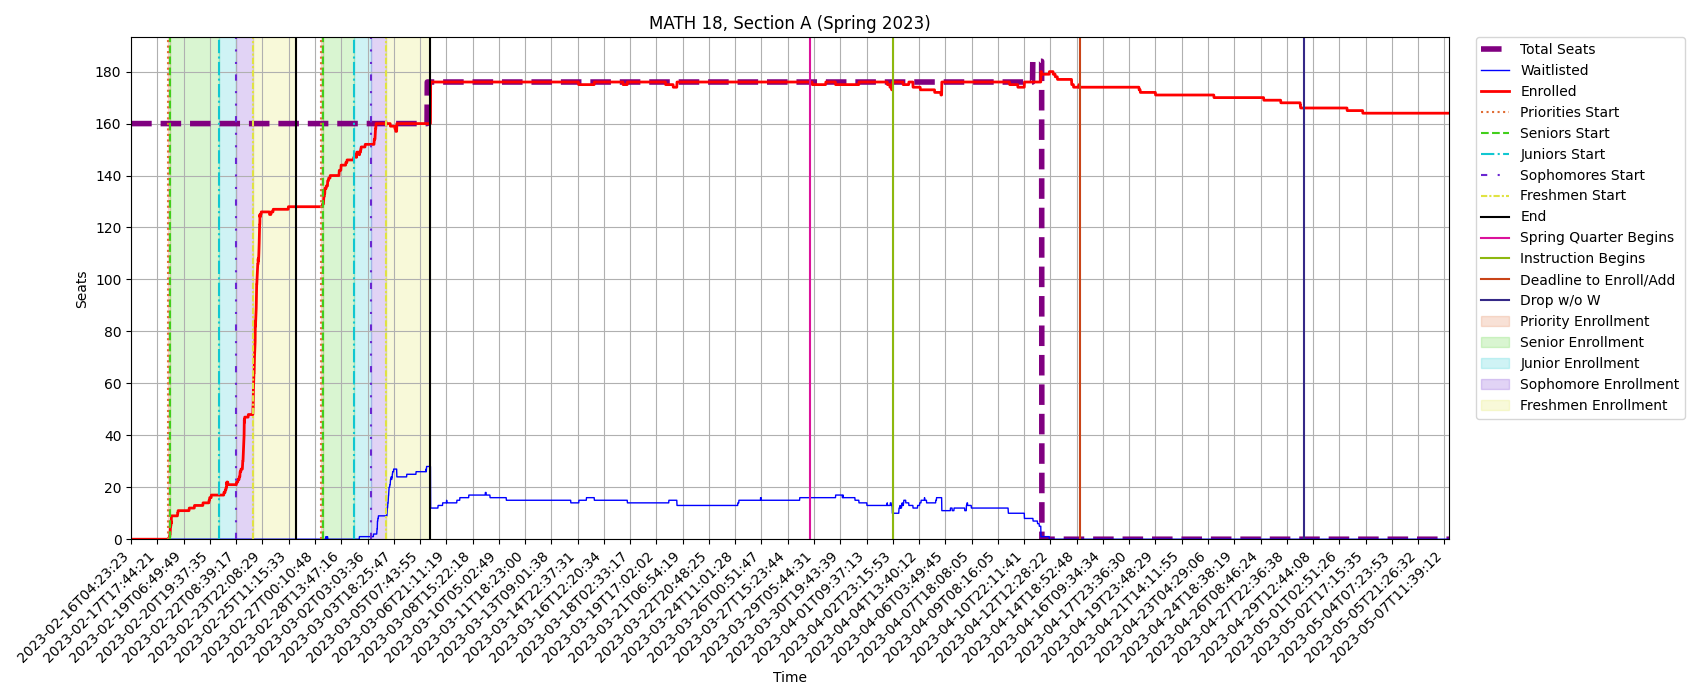 MATH 18, Section A (Spring 2023)
Seats
180
160
140
120
100
80
60
40
20
0
2023-02-16T04:23:23
2023-02-17T17:44:21
2023-02-19T06:49:49
2023-02-20T19:37:35
2023-02-22T08:39:17
2023-02-23T22:08:29
2023-02-25T11:15:33
2023-02-27T00:10:48
2023-02-28T13:47:16
2023-03-02T03:03:36
2023-03-03T18:25:47
2023-03-05T07:43:55
2023-03-06T21:11:19
2023-03-08T15:22:18
2023-03-10T05:02:49
2023-03-11T18:23:00
2023-03-13T09:01:38
2023-03-14T22:37:31
2023-03-16T12:20:34
2023-03-18T02:33:17
2023-03-19T17:02:02
2023-03-21T06:54:19
2023-03-22T20:48:25
2023-03-24T11:01:28
2023-03-26T00:51:47
2023-03-27T15:23:44
2023-03-29T05:44:31
2023-03-30T19:43:39
2023-04-01T09:37:13
2023-04-02T23:15:53
2023-04-04T13:40:12
2023-04-06T03:49:45
2023-04-07T18:08:05
2023-04-09T08:16:05
2023-04-10T22:11:41
2023-04-12T12:28:22
2023-04-14T18:52:48
2023-04-16T09:34:34
2023-04-17T23:36:30
2023-04-19T23:48:29
2023-04-21T14:11:55
2023-04-23T04:29:06
2023-04-24T18:38:19
2023-04-26T08:46:24
2023-04-27T22:36:38
2023-04-29T12:44:08
2023-05-01T02:51:26
2023-05-02T17:15:35
2023-05-04T07:23:53
2023-05-05T21:26:32
2023-05-07T11:39:12
Time
Total Seats
Waitlisted
Enrolled
Priorities Start
Seniors Start
Juniors Start
Sophomores Start
Freshmen Start
End
Spring Quarter Begins
Instruction Begins
Deadline to Enroll/Add
Drop w/o W
Priority Enrollment
Senior Enrollment
Junior Enrollment
Sophomore Enrollment
Freshmen Enrollment